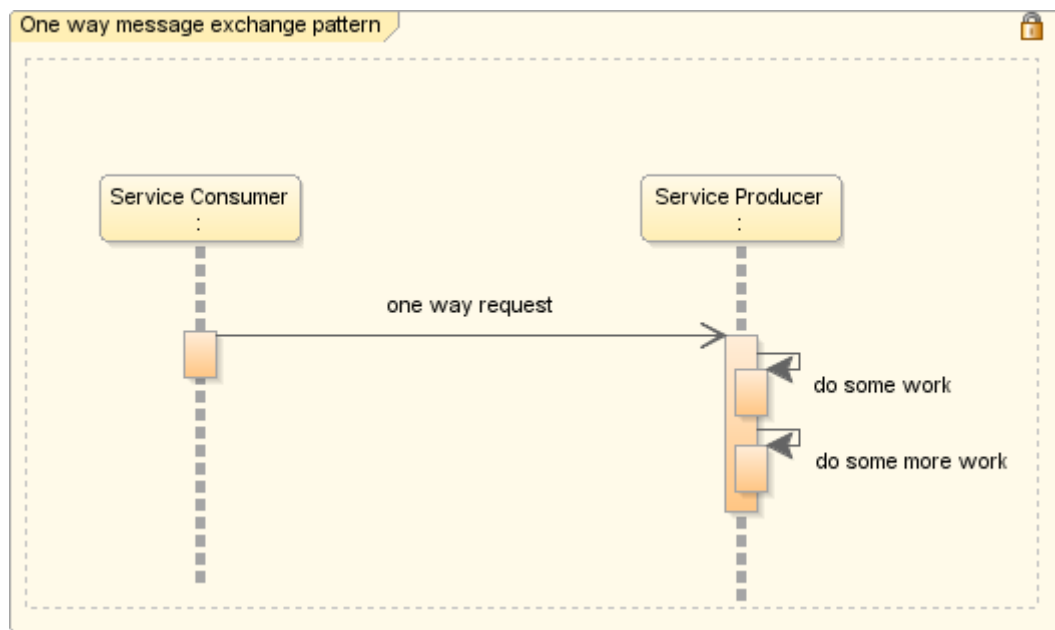 One way message exchange pattern
Service Consumer
:
Service Producer
:
one way request
do some work
do some more work